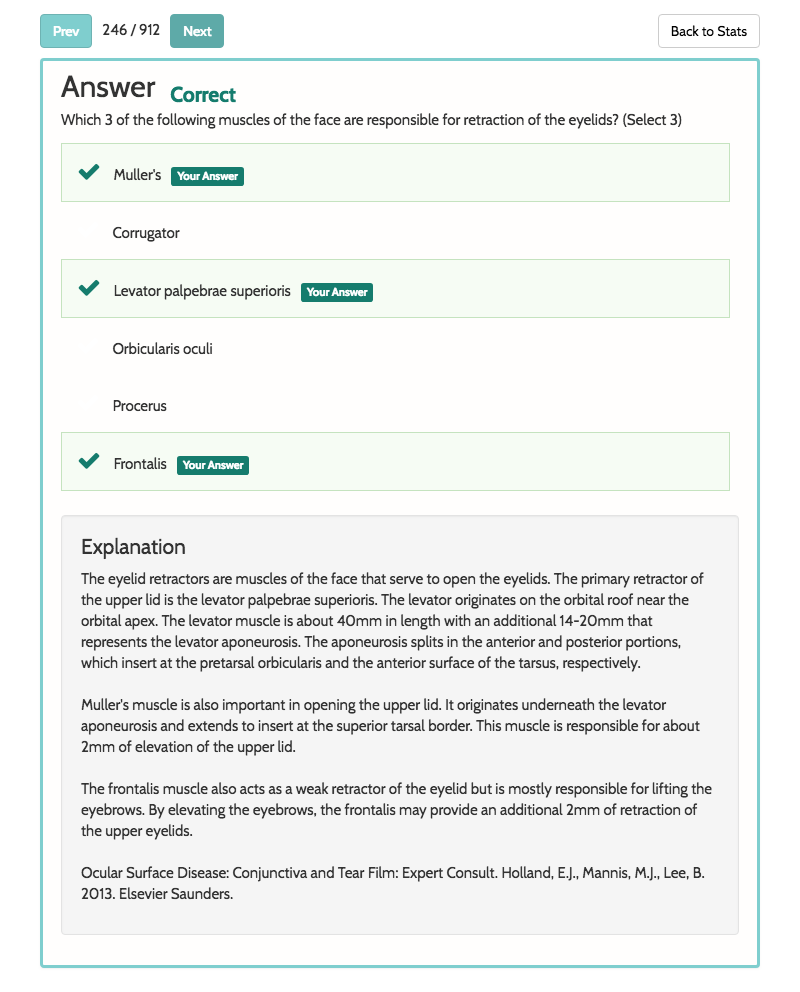 Prev 246 / 912 Next Back to Stats
Answer Correct
Which 3 of the following muscles of the face are responsible for retraction of the eyelids? (Select 3)
Muller's Your Answer
Corrugator
Levator palpebrae superioris Your Answer
Orbicularis oculi
Procerus
Frontalis Your Answer
Explanation
The eyelid retractors are muscles of the face that serve to open the eyelids. The primary retractor of
the upper lid is the levator palpebrae superioris. The levator originates on the orbital roof near the
orbital apex. The levator muscle is about 40mm in length with an additional 14-20mm that
represents the levator aponeurosis. The aponeurosis splits in the anterior and posterior portions,
which insert at the pretarsal orbicularis and the anterior surface of the tarsus, respectively.
Muller's muscle is also important in opening the upper lid. It originates underneath the levator
aponeurosis and extends to insert at the superior tarsal border. This muscle is responsible for about
2mm of elevation of the upper lid.
The frontalis muscle also acts as a weak retractor of the eyelid but is mostly responsible for lifting the
eyebrows. By elevating the eyebrows, the frontalis may provide an additional 2mm of retraction of
the upper eyelids.
Ocular Surface Disease: Conjunctiva and Tear Film: Expert Consult. Holland, E.J., Mannis, M.J., Lee, B.
2013. Elsevier Saunders.